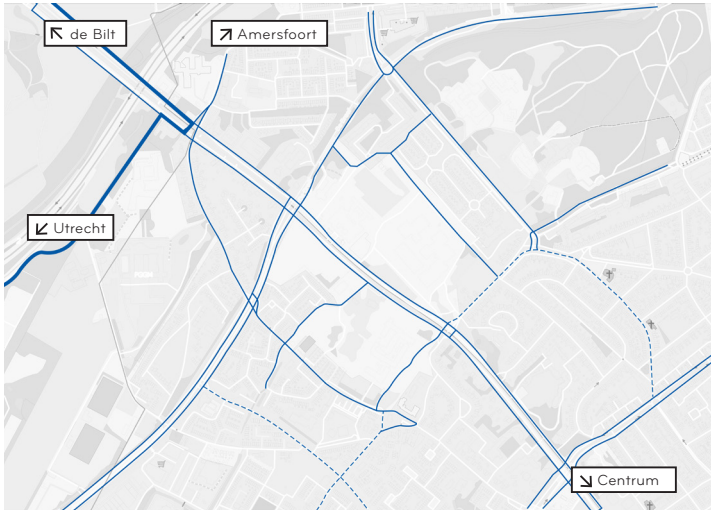 ↖ de Bilt
↗ Amersfoort
↙ Utrecht
↘ Centrum